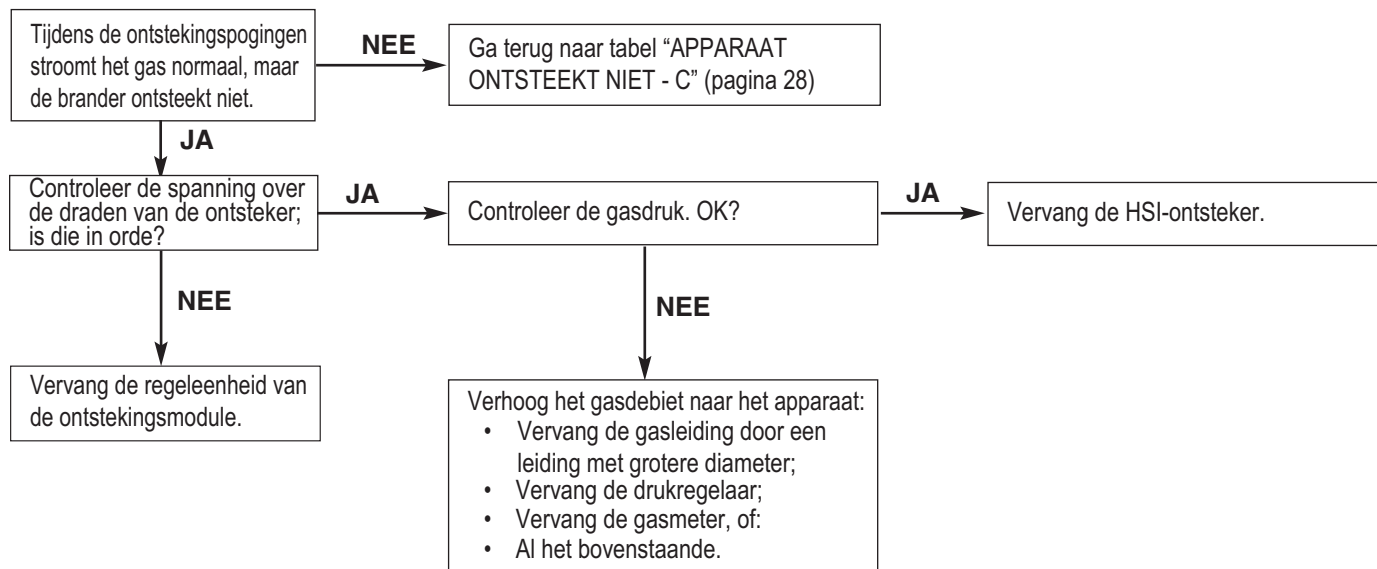 Tijdens de ontstekingspogingen
stroomt het gas normaal, maar
de brander ontsteekt niet.
NEE
Ga terug naar tabel “APPARAAT
ONTSTEEKT NIET - C” (pagina 28)
JA
Controleer de spanning over
de draden van de ontsteker;
is die in orde?
JA
Controleer de gasdruk. OK?
JA
Vervang de HSI-ontsteker.
NEE
NEE
Vervang de regeleenheid van
de ontstekingsmodule.
Verhoog het gasdebiet naar het apparaat:
• Vervang de gasleiding door een
leiding met grotere diameter;
• Vervang de drukregelaar;
• Vervang de gasmeter, of:
• Al het bovenstaande.